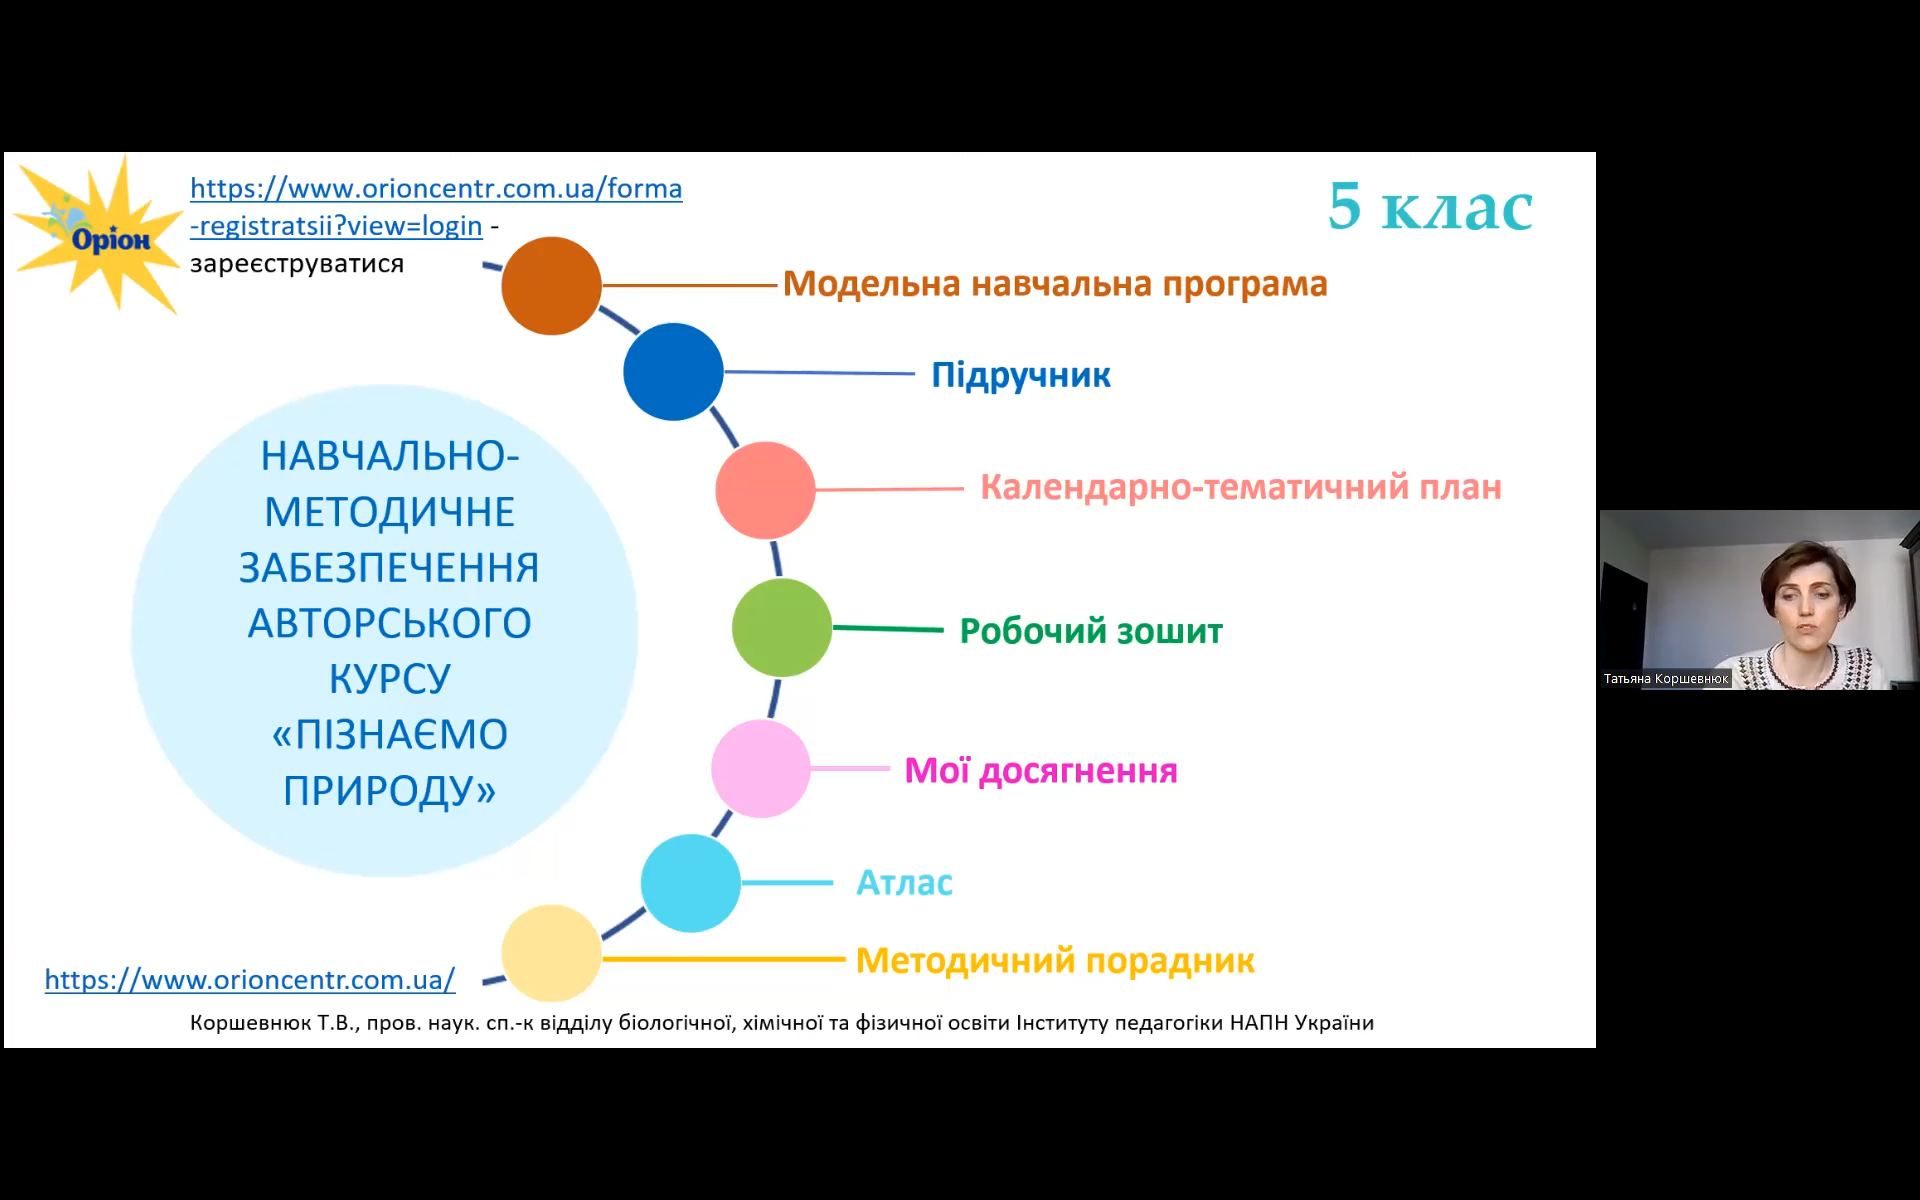 https://www.orioncentr.com.ua/forma
-registratsii?view=login -
зареєструватися
Оріон
5 клас
Модельна навчальна програма
Підручник
Календарно-тематичний план
Робочий зошит
Мої досягнення
Атлас
Методичний порадник
НАВЧАЛЬНО-
МЕТОДИЧНЕ
ЗАБЕЗПЕЧЕННЯ
АВТОРСЬКОГО
КУРСУ
«ПІЗНАЄМО
ПРИРОДУ»
https://www.orioncentr.com.ua/
Коршевнюк Т.В., пров. наук. сп.-к відділу біологічної, хімічної та фізичної освіти Інституту педагогіки НАПН України
Татьяна Коршевнюк